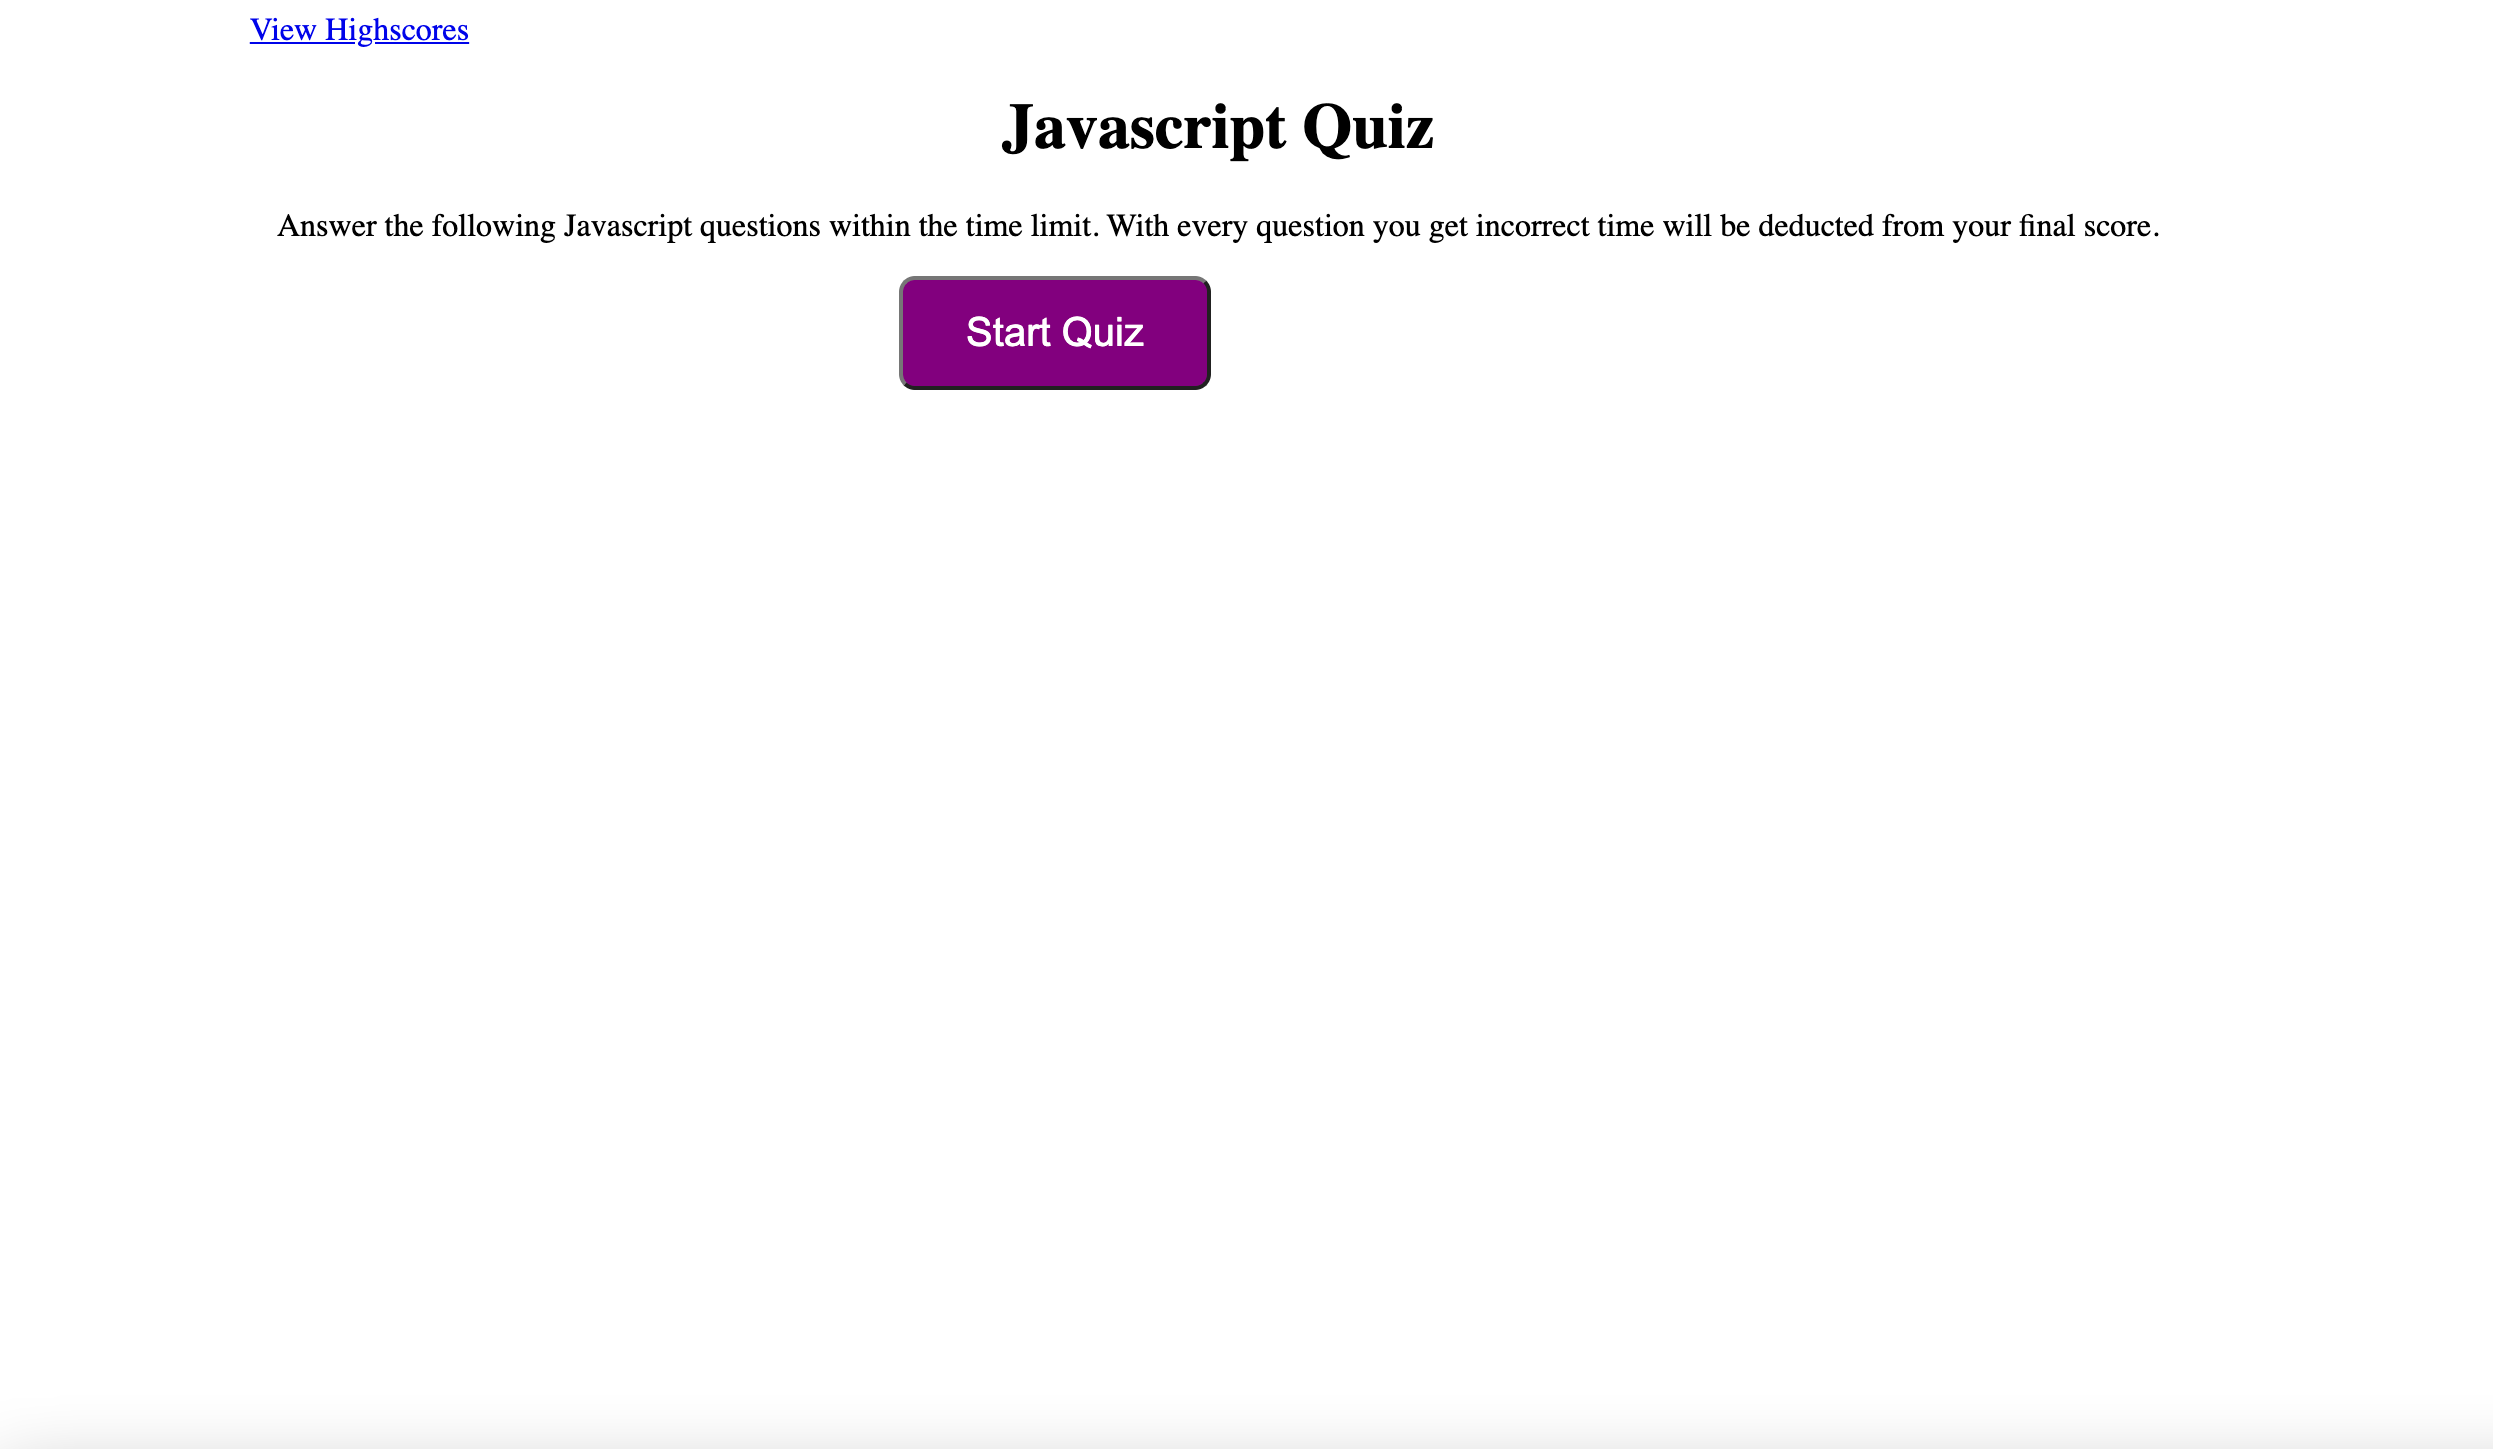 View Highscores
Javascript Quiz
Answer the following Javascript questions within the time limit. With every question you get incorrect time will be deducted from your final score.
Start Quiz